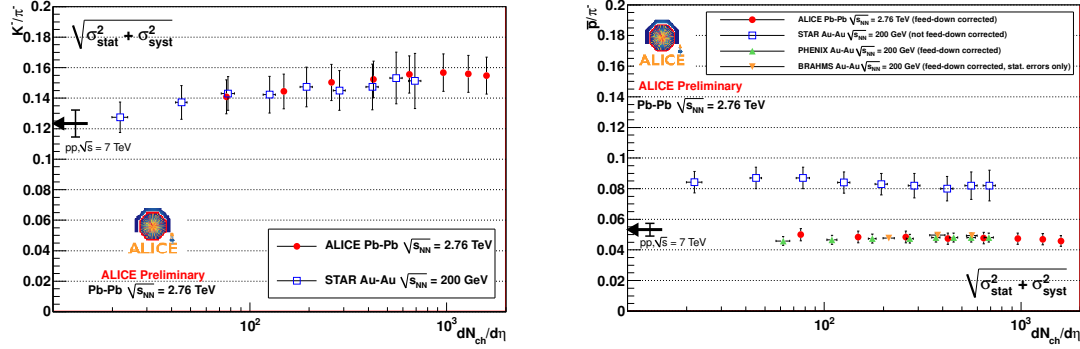 K⁻/π⁻
√σ²stat + σ²syst
0.2
0.18
0.16
0.14
0.12
0.1
0.08
0.06
0.04
0.02
0
pp,√s = 7 TeV
ALICE
ALICE Preliminary
Pb-Pb √sNN = 2.76 TeV
ALICE Pb-Pb √sNN = 2.76 TeV
STAR Au-Au √sNN = 200 GeV
10²
10³
dNch/dη
p̄/π⁻
0.2
0.18
0.16
0.14
0.12
0.1
0.08
0.06
0.04
0.02
0
ALICE Pb-Pb √sNN = 2.76 TeV (feed-down corrected)
STAR Au-Au √sNN = 200 GeV (not feed-down corrected)
PHENIX Au-Au √sNN = 200 GeV (feed-down corrected)
BRAHMS Au-Au √sNN = 200 GeV (feed-down corrected, stat. errors only)
ALICE
ALICE Preliminary
Pb-Pb √sNN = 2.76 TeV
pp,√s = 7 TeV
√σ²stat + σ²syst
10²
10³
dNch/dη